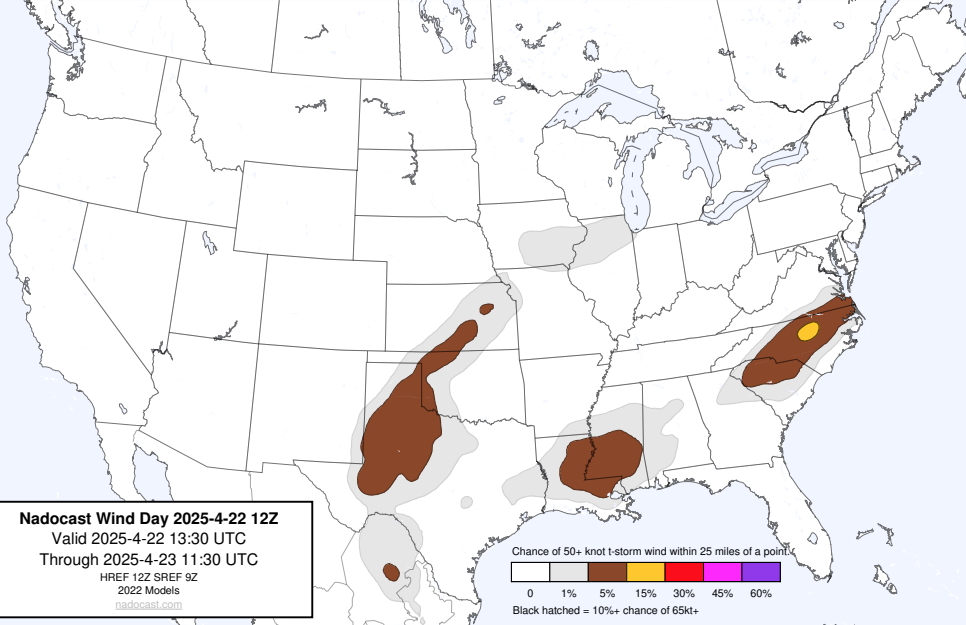 Nadocast Wind Day 2025-4-22 12Z
Valid 2025-4-22 13:30 UTC
Through 2025-4-23 11:30 UTC
HREF 12Z SREF 9Z
2022 Models
nadocast.com
Chance of 50+ knot t-storm wind within 25 miles of a point.
0 1% 5% 15% 30% 45% 60%
Black hatched = 10%+ chance of 65kt+